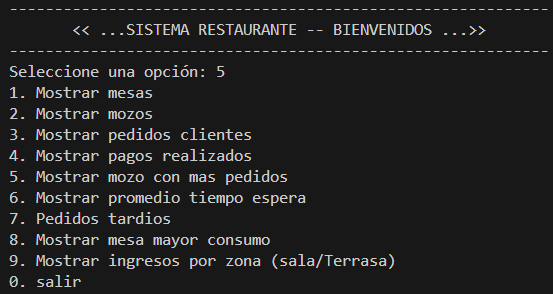 ------------------------------------------------------------
<< ...SISTEMA RESTAURANTE -- BIENVENIDOS ...>>
------------------------------------------------------------
Seleccione una opción: 5
1. Mostrar mesas
2. Mostrar mozos
3. Mostrar pedidos clientes
4. Mostrar pagos realizados
5. Mostrar mozo con mas pedidos
6. Mostrar promedio tiempo espera
7. Pedidos tardios
8. Mostrar mesa mayor consumo
9. Mostrar ingresos por zona (sala/Terrasa)
0. salir